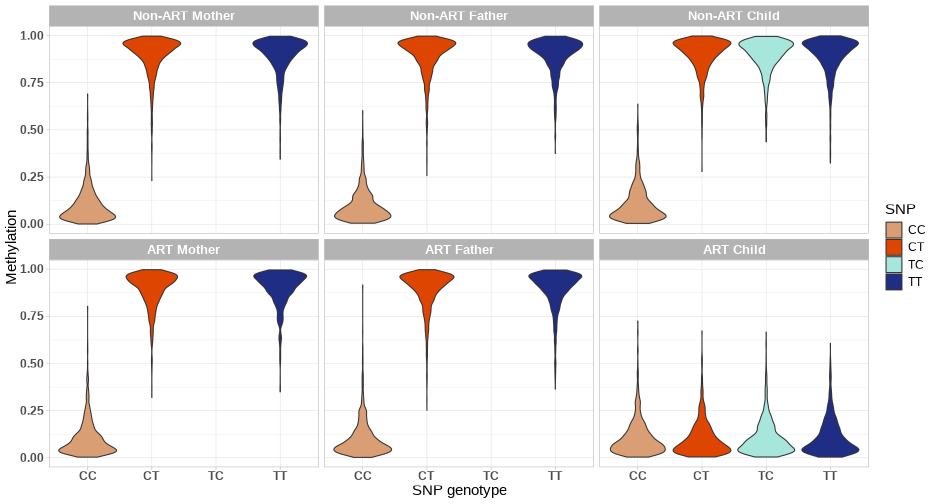 Non-ART Mother Non-ART Father Non-ART Child
1.00
0.75
0.50
0.25
0.00
ART Mother ART Father ART Child
1.00
0.75
0.50
0.25
0.00
Methylation
CC CT TC TT CC CT TC TT CC CT TC TT
SNP genotype
SNP
CC
CT
TC
TT